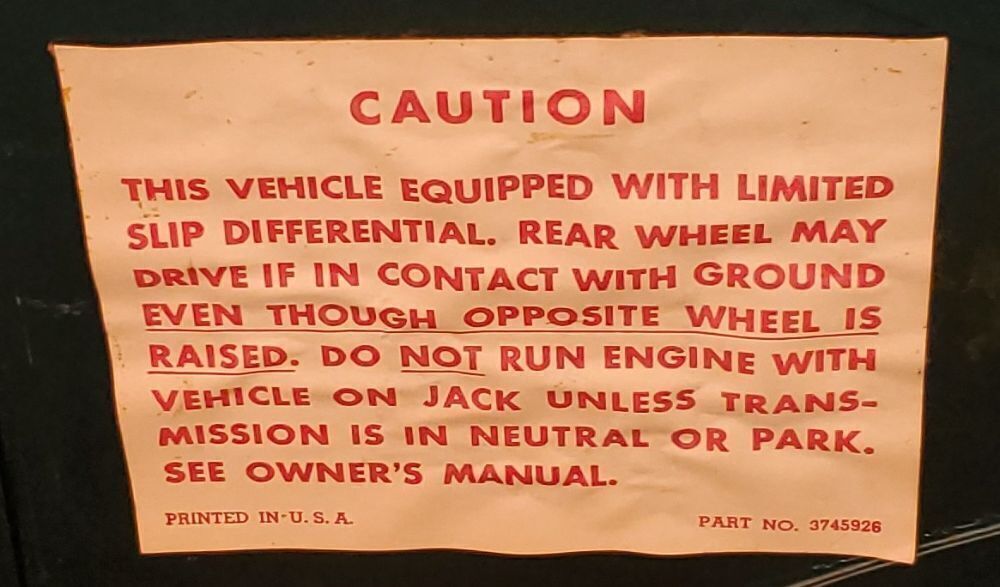 CAUTION
THIS VEHICLE EQUIPPED WITH LIMITED
SLIP DIFFERENTIAL. REAR WHEEL MAY
DRIVE IF IN CONTACT WITH GROUND
EVEN THOUGH OPPOSITE WHEEL IS
RAISED. DO NOT RUN ENGINE WITH
VEHICLE ON JACK UNLESS TRANS-
MISSION IS IN NEUTRAL OR PARK.
SEE OWNER'S MANUAL.
PRINTED IN U. S. A. PART NO. 3745926